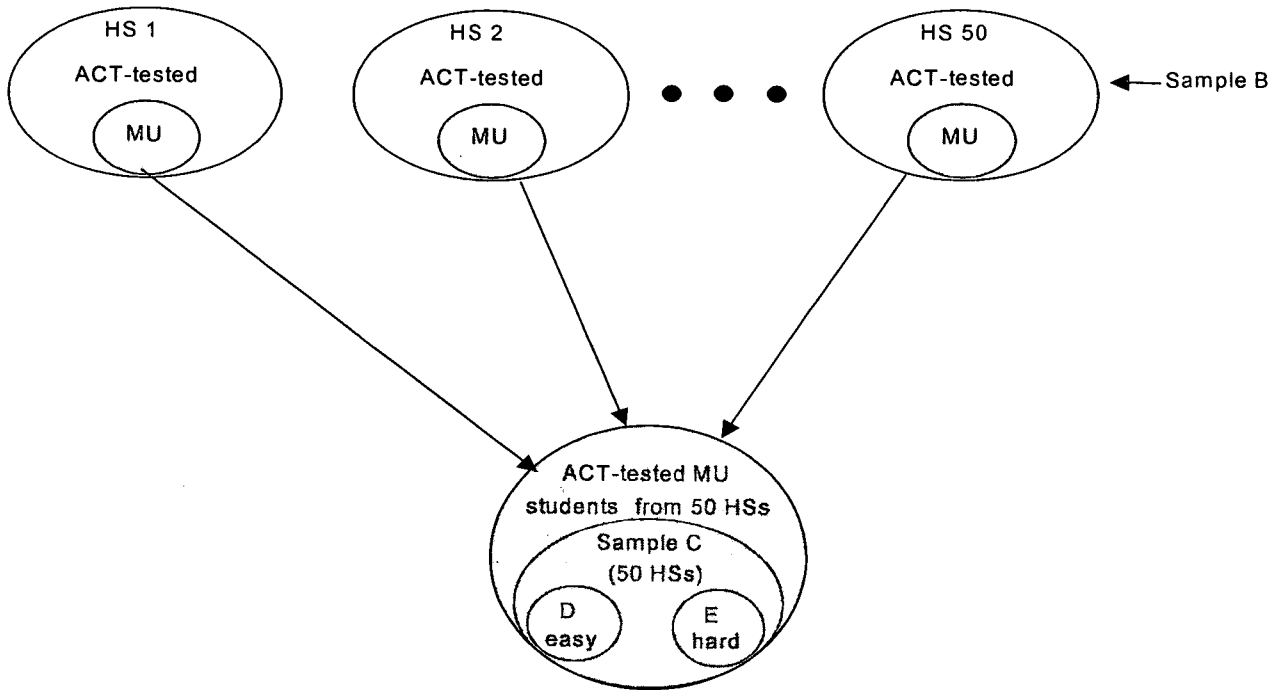 HS 1
ACT-tested
MU
HS 2
ACT-tested
MU
HS 50
ACT-tested
MU
Sample B
ACT-tested MU
students from 50 HSs
Sample C
(50 HSs)
D
easy
E
hard